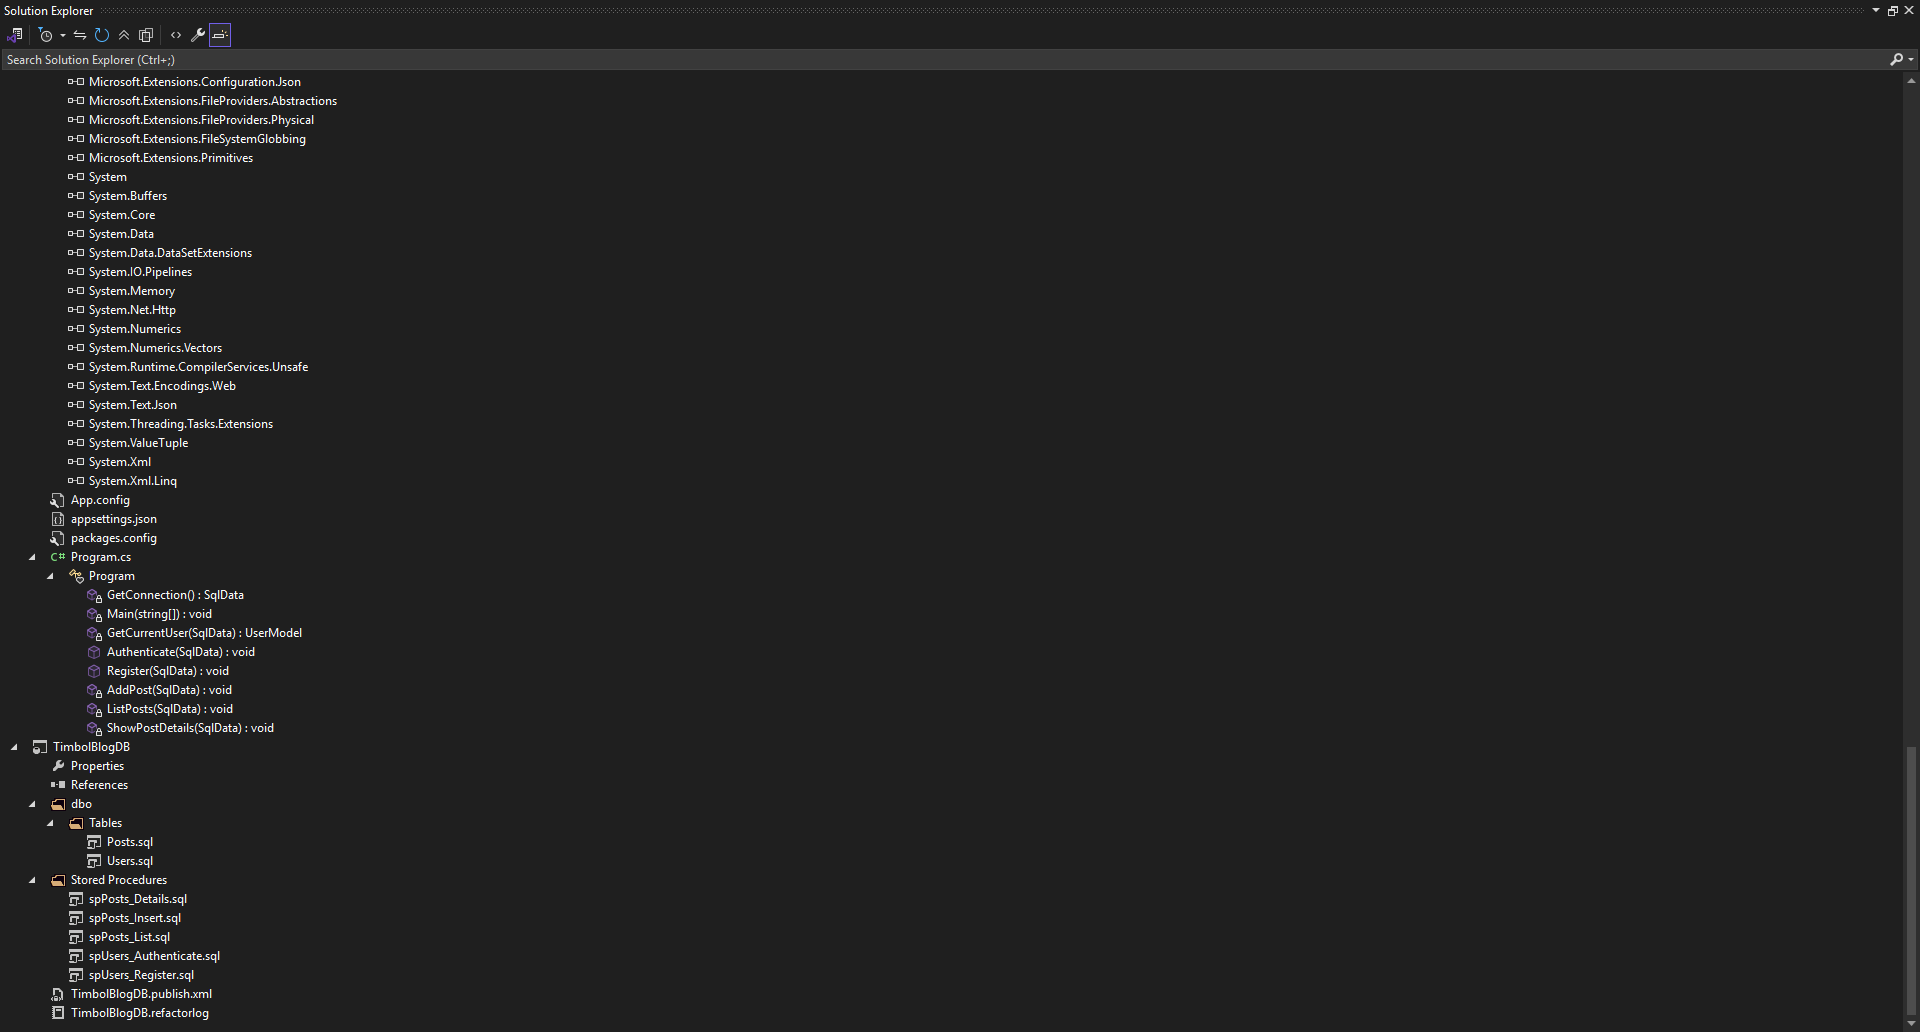 Solution Explorer
Search Solution Explorer (Ctrl+;)
Microsoft.Extensions.Configuration.Json
Microsoft.Extensions.FileProviders.Abstractions
Microsoft.Extensions.FileProviders.Physical
Microsoft.Extensions.FileSystemGlobbing
Microsoft.Extensions.Primitives
System
System.Buffers
System.Core
System.Data
System.Data.DataSetExtensions
System.IO.Pipelines
System.Memory
System.Net.Http
System.Numerics
System.Numerics.Vectors
System.Runtime.CompilerServices.Unsafe
System.Text.Encodings.Web
System.Text.Json
System.Threading.Tasks.Extensions
System.ValueTuple
System.Xml
System.Xml.Linq
App.config
appsettings.json
packages.config
C# Program.cs
Program
GetConnection() : SqlData
Main(string[]) : void
GetCurrentUser(SqlData) : UserModel
Authenticate(SqlData) : void
Register(SqlData) : void
AddPost(SqlData) : void
ListPosts(SqlData) : void
ShowPostDetails(SqlData) : void
TimbolBlogDB
Properties
References
dbo
Tables
Posts.sql
Users.sql
Stored Procedures
spPosts_Details.sql
spPosts_Insert.sql
spPosts_List.sql
spUsers_Authenticate.sql
spUsers_Register.sql
TimbolBlogDB.publish.xml
TimbolBlogDB.refactorlog